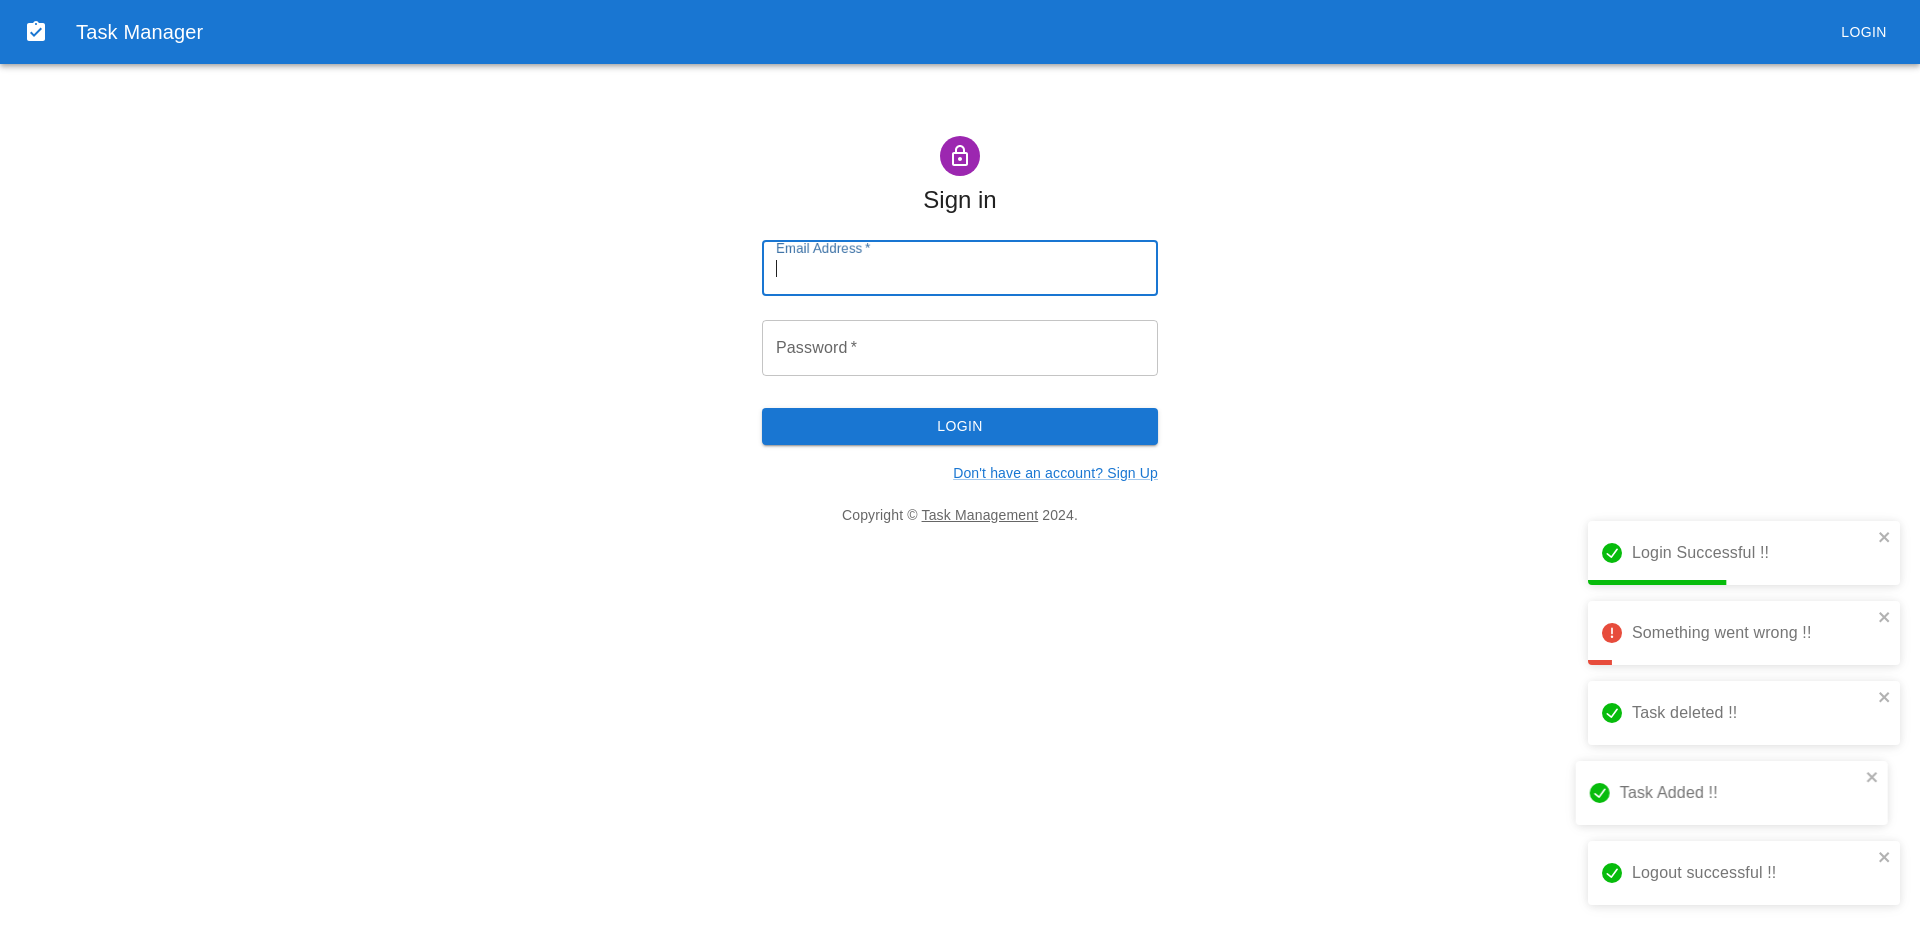 Task Manager
LOGIN
Sign in
Email Address *
Password *
LOGIN
Don't have an account? Sign Up
Copyright © Task Management 2024.
Login Successful !!
Something went wrong !!
Task deleted !!
Task Added !!
Logout successful !!